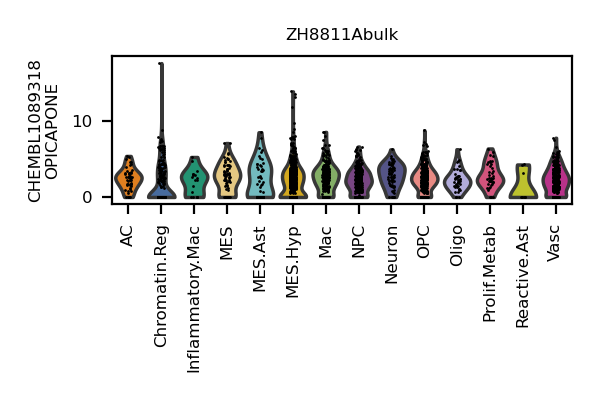 ZH8811Abulk
CHEMBL1089318
OPICAPONE
10
0
AC
Chromatin.Reg
Inflammatory.Mac
MES
MES.Ast
MES.Hyp
Mac
NPC
Neuron
OPC
Oligo
Prolif.Metab
Reactive.Ast
Vasc